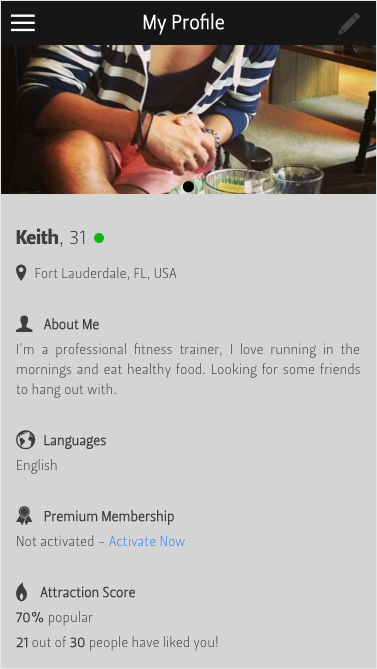 My Profile
Keith, 31
Fort Lauderdale, FL, USA
About Me
I'm a professional fitness trainer, I love running in the
mornings and eat healthy food. Looking for some friends
to hang out with.
Languages
English
Premium Membership
Not activated – Activate Now
Attraction Score
70% popular
21 out of 30 people have liked you!